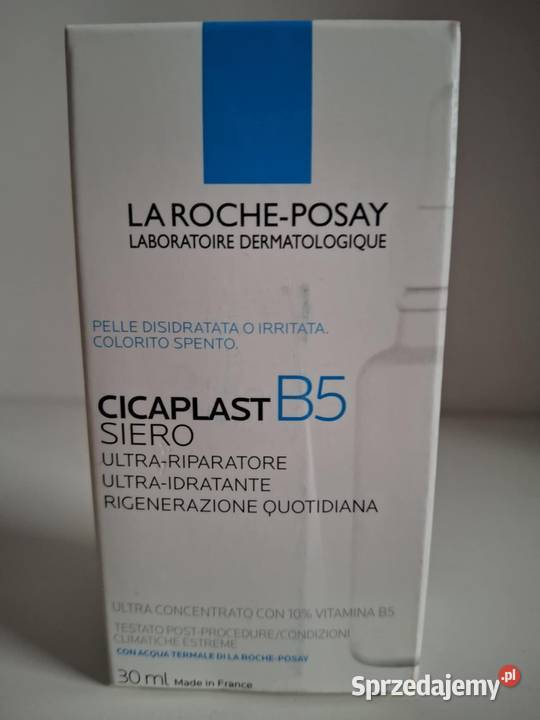 LA ROCHE-POSAY
LABORATOIRE DERMATOLOGIQUE
PELLE DISIDRATATA O IRRITATA.
COLORITO SPENTO.
CICAPLAST B5
SIERO
ULTRA-RIPARATORE
ULTRA-IDRATANTE
RIGENERAZIONE QUOTIDIANA
ULTRA CONCENTRATO CON 10% VITAMINA B5
TESTATO POST-PROCEDURE/CONDIZIONI
CLIMATICHE ESTREME
CON ACQUA TERMALE DI LA ROCHE-POSAY
30 ml Made in France
Sprzedajemy.pl